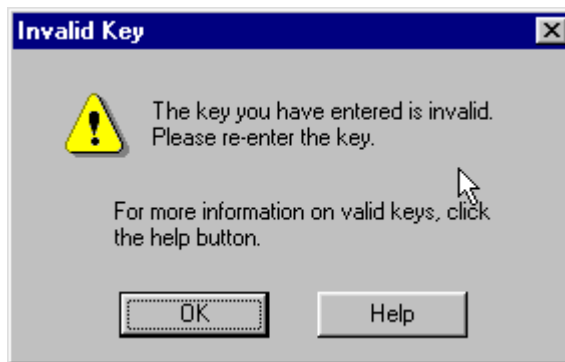 Invalid Key
The key you have entered is invalid.
Please re-enter the key.
For more information on valid keys, click
the help button.
OK
Help